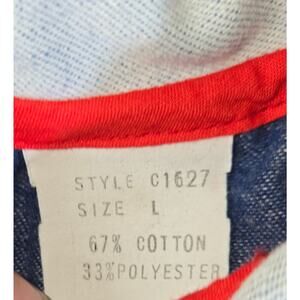 STYLE C1627
SIZE L
67% COTTON
33%POLYESTER